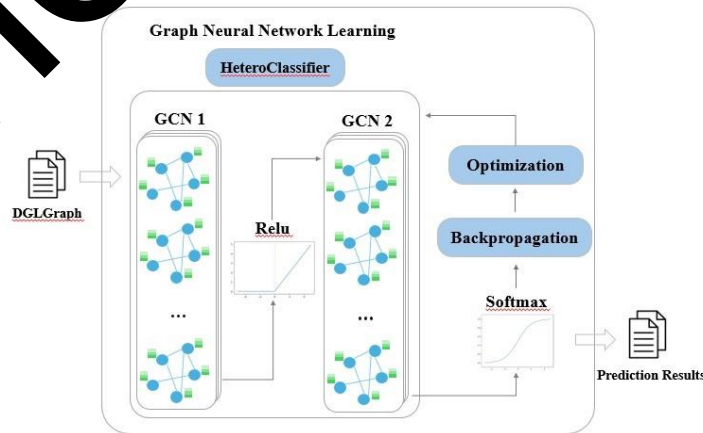 Graph Neural Network Learning
HeteroClassifier
GCN 1
GCN 2
DGLGraph
Relu
...
...
Optimization
Backpropagation
Softmax
Prediction Results